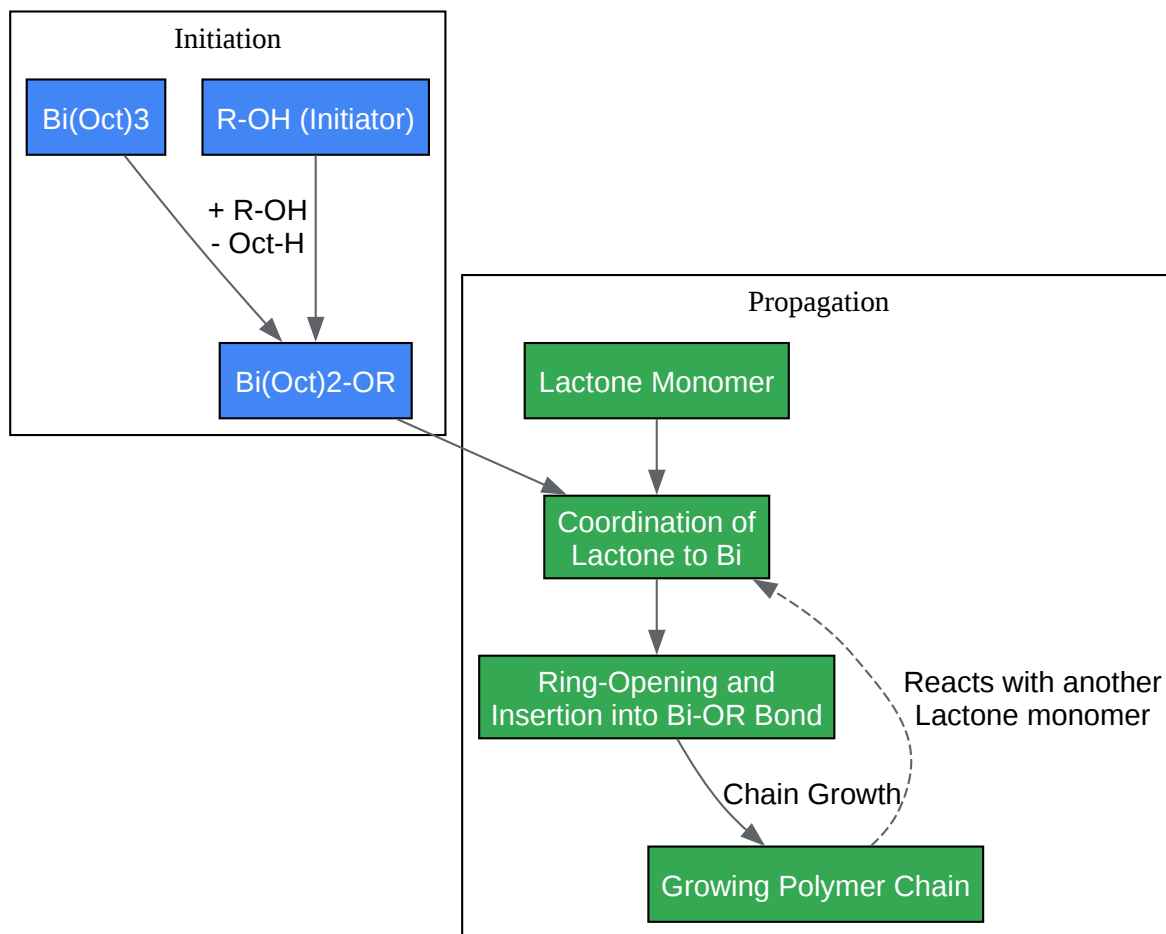 Initiation
Bi(Oct)3
R-OH (Initiator)
+ R-OH
- Oct-H
Bi(Oct)2-OR
Propagation
Lactone Monomer
Coordination of
Lactone to Bi
Ring-Opening and
Insertion into Bi-OR Bond
Reacts with another
Lactone monomer
Chain Growth
Growing Polymer Chain